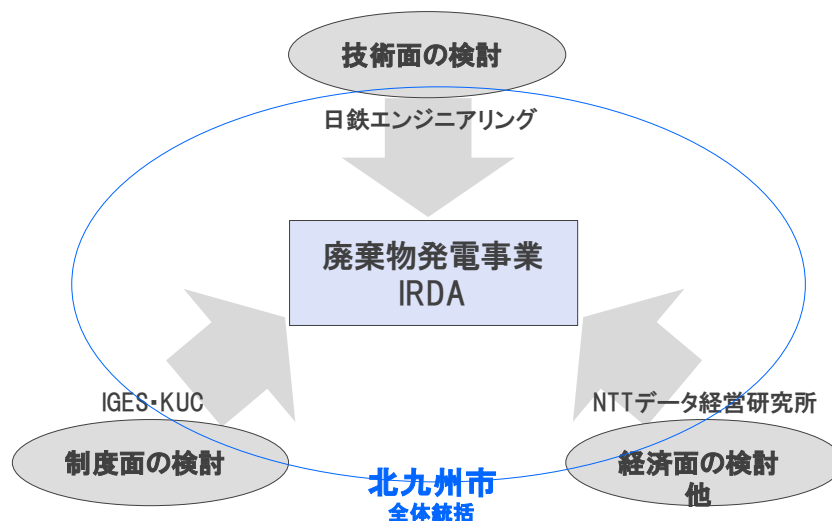 技術面の検討
日鉄エンジニアリング
廃棄物発電事業
IRDA
IGES・KUC
制度面の検討
NTTデータ経営研究所
経済面の検討
他
北九州市
全体統括